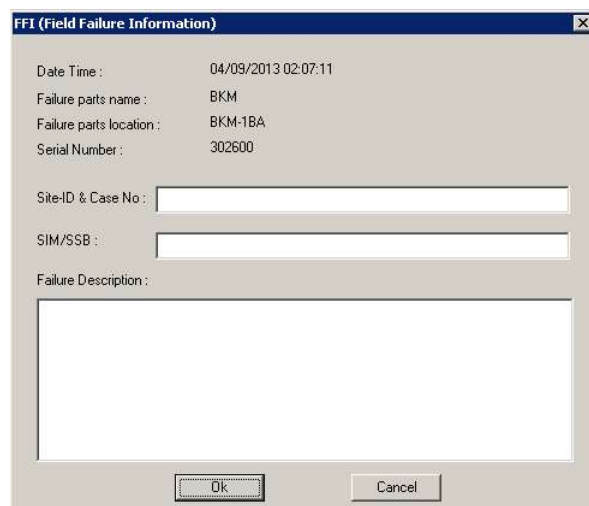 FFI (Field Failure Information)
Date Time : 04/09/2013 02:07:11
Failure parts name : BKM
Failure parts location : BKM-1BA
Serial Number : 302600
Site-ID & Case No :
SIM/SSB :
Failure Description :
Ok Cancel